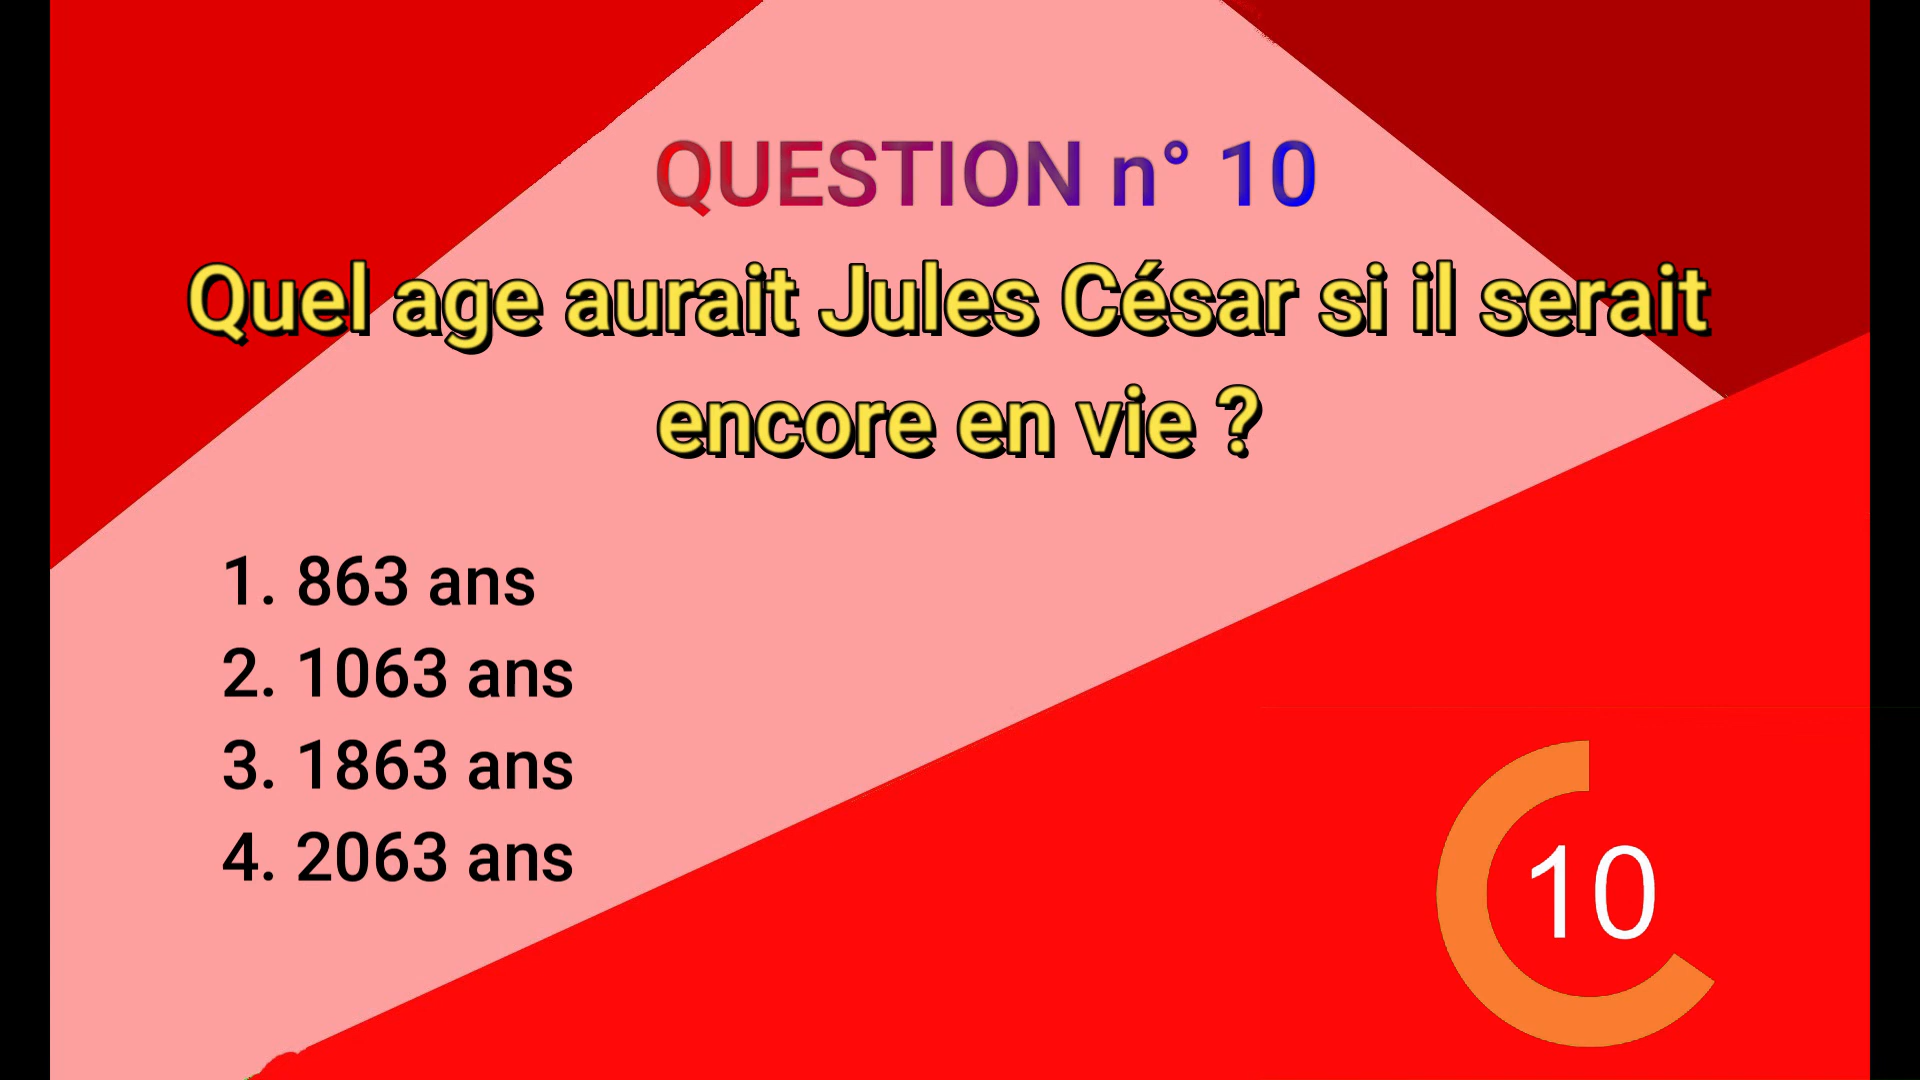 QUESTION n° 10
Quel age aurait Jules César si il serait
encore en vie ?
1. 863 ans
2. 1063 ans
3. 1863 ans
4. 2063 ans
10